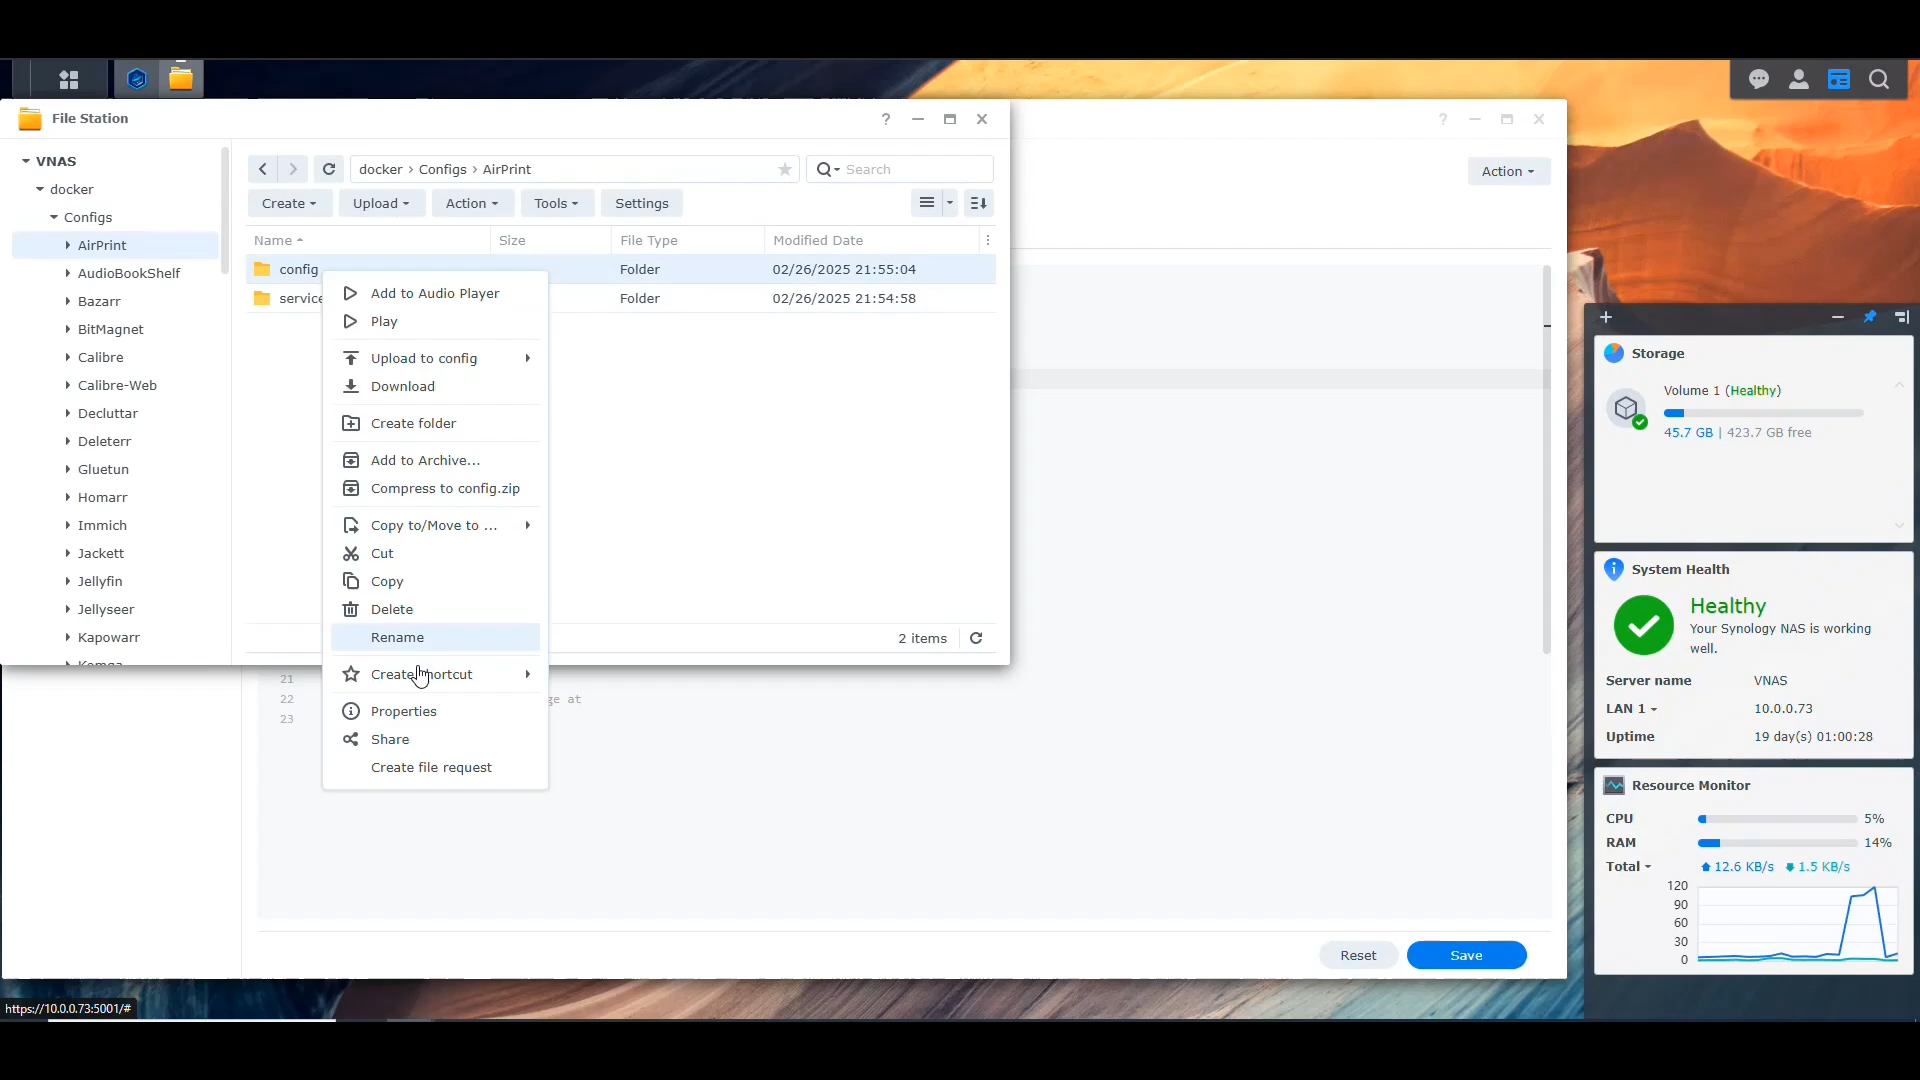 File Station
VNAS
docker
Configs
AirPrint
AudioBookShelf
Bazarr
BitMagnet
Calibre
Calibre-Web
Decluttar
Deleterr
Gluetun
Homarr
Immich
Jackett
Jellyfin
Jellyseer
Kapowarr
Komga
docker › Configs › AirPrint
Search
Create
Upload
Action
Tools
Settings
Name
Size
File Type
Modified Date
config
Folder
02/26/2025 21:55:04
service
Folder
02/26/2025 21:54:58
2 items
Add to Audio Player
Play
Upload to config
Download
Create folder
Add to Archive...
Compress to config.zip
Copy to/Move to ...
Cut
Copy
Delete
Rename
Create shortcut
Properties
Share
Create file request
Action
21
22
ge at
23
Reset
Save
Storage
Volume 1 (Healthy)
45.7 GB | 423.7 GB free
System Health
Healthy
Your Synology NAS is working
well.
Server name VNAS
LAN 1 10.0.0.73
Uptime 19 day(s) 01:00:28
Resource Monitor
CPU 5%
RAM 14%
Total 12.6 KB/s 1.5 KB/s
120
90
60
30
0
https://10.0.0.73:5001/#